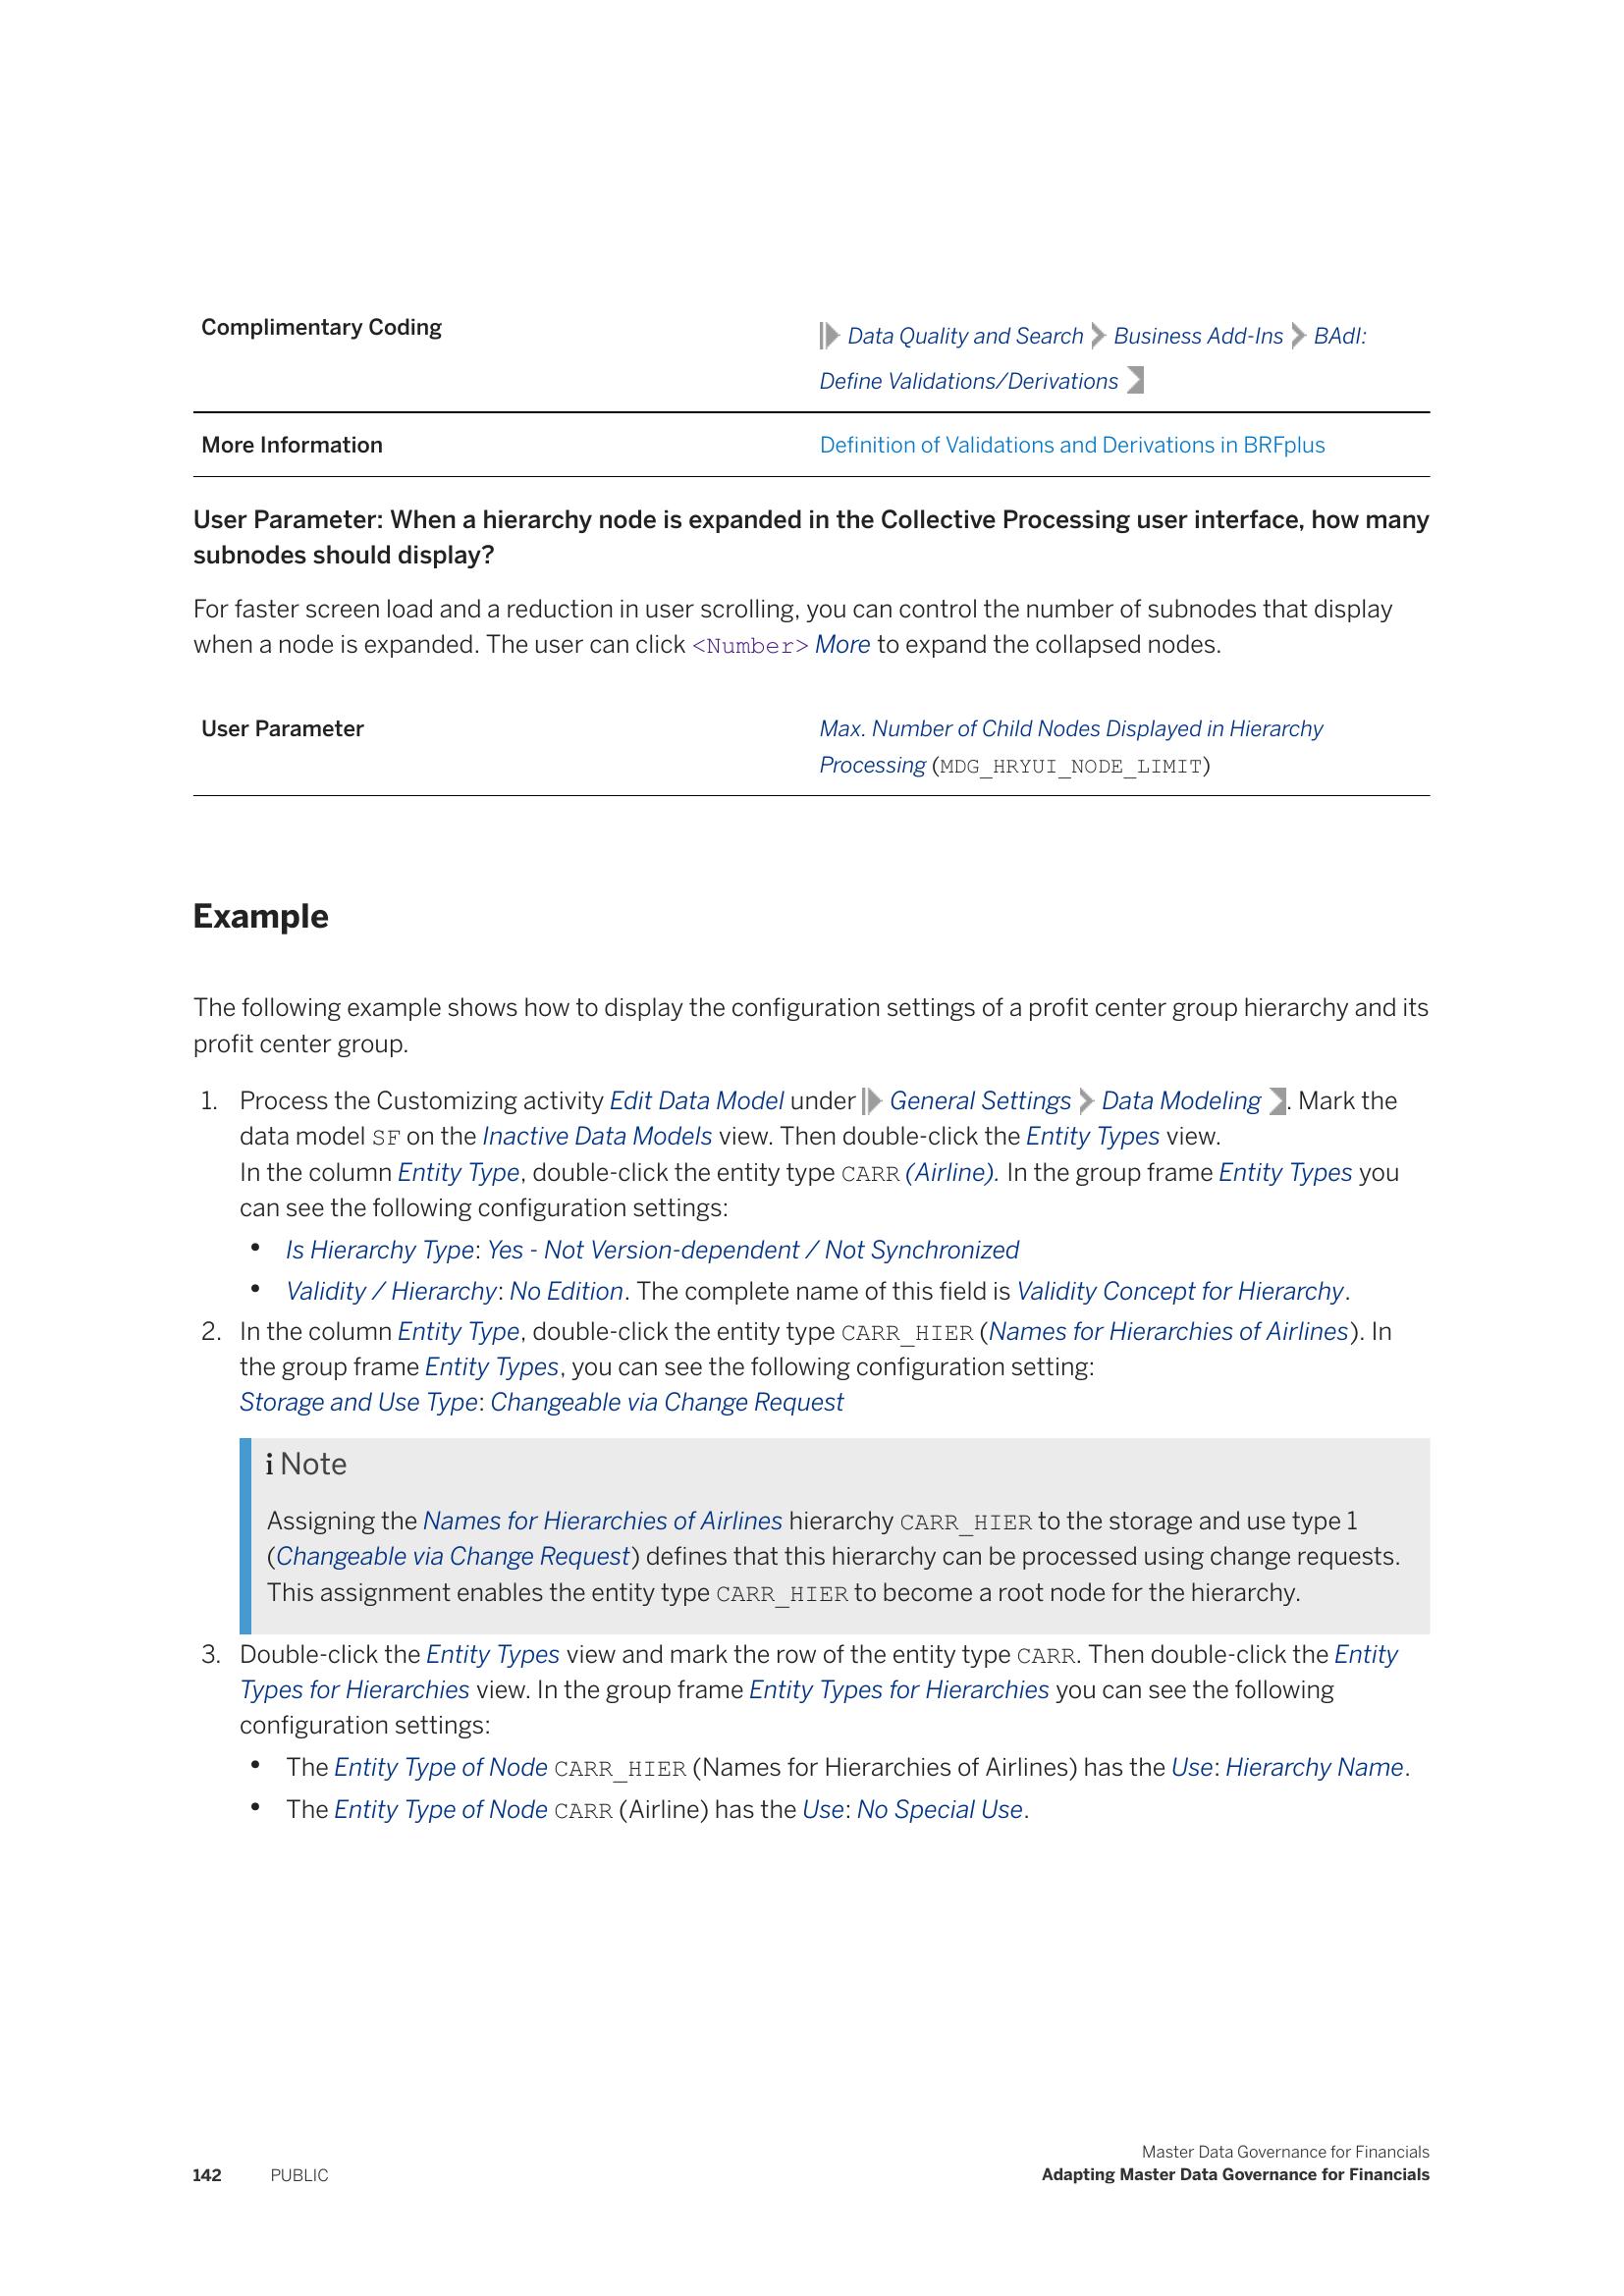 Complimentary Coding
Data Quality and Search Business Add-Ins BAdI:
Define Validations/Derivations
More Information
Definition of Validations and Derivations in BRFplus
User Parameter: When a hierarchy node is expanded in the Collective Processing user interface, how many
subnodes should display?
For faster screen load and a reduction in user scrolling, you can control the number of subnodes that display
when a node is expanded. The user can click <Number> More to expand the collapsed nodes.
User Parameter
Max. Number of Child Nodes Displayed in Hierarchy
Processing (MDG_HRYUI_NODE_LIMIT)
Example
The following example shows how to display the configuration settings of a profit center group hierarchy and its
profit center group.
1. Process the Customizing activity Edit Data Model under General Settings Data Modeling . Mark the
data model SF on the Inactive Data Models view. Then double-click the Entity Types view.
In the column Entity Type, double-click the entity type CARR (Airline). In the group frame Entity Types you
can see the following configuration settings:
• Is Hierarchy Type: Yes - Not Version-dependent / Not Synchronized
• Validity / Hierarchy: No Edition. The complete name of this field is Validity Concept for Hierarchy.
2. In the column Entity Type, double-click the entity type CARR_HIER (Names for Hierarchies of Airlines). In
the group frame Entity Types, you can see the following configuration setting:
Storage and Use Type: Changeable via Change Request
i Note
Assigning the Names for Hierarchies of Airlines hierarchy CARR_HIER to the storage and use type 1
(Changeable via Change Request) defines that this hierarchy can be processed using change requests.
This assignment enables the entity type CARR_HIER to become a root node for the hierarchy.
3. Double-click the Entity Types view and mark the row of the entity type CARR. Then double-click the Entity
Types for Hierarchies view. In the group frame Entity Types for Hierarchies you can see the following
configuration settings:
• The Entity Type of Node CARR_HIER (Names for Hierarchies of Airlines) has the Use: Hierarchy Name.
• The Entity Type of Node CARR (Airline) has the Use: No Special Use.
Master Data Governance for Financials
142 PUBLIC Adapting Master Data Governance for Financials